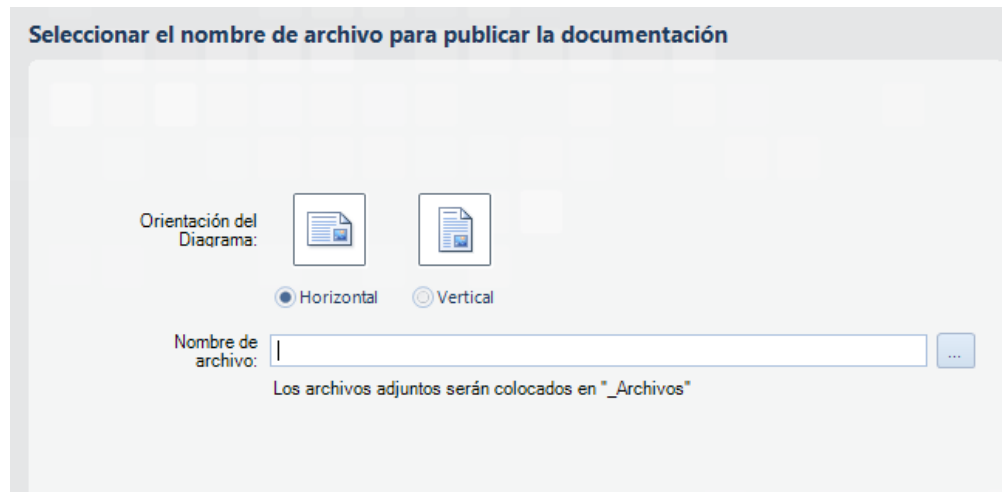 Seleccionar el nombre de archivo para publicar la documentación
Orientación del
Diagrama:
Horizontal
Vertical
Nombre de
archivo:
...
Los archivos adjuntos serán colocados en "_Archivos"